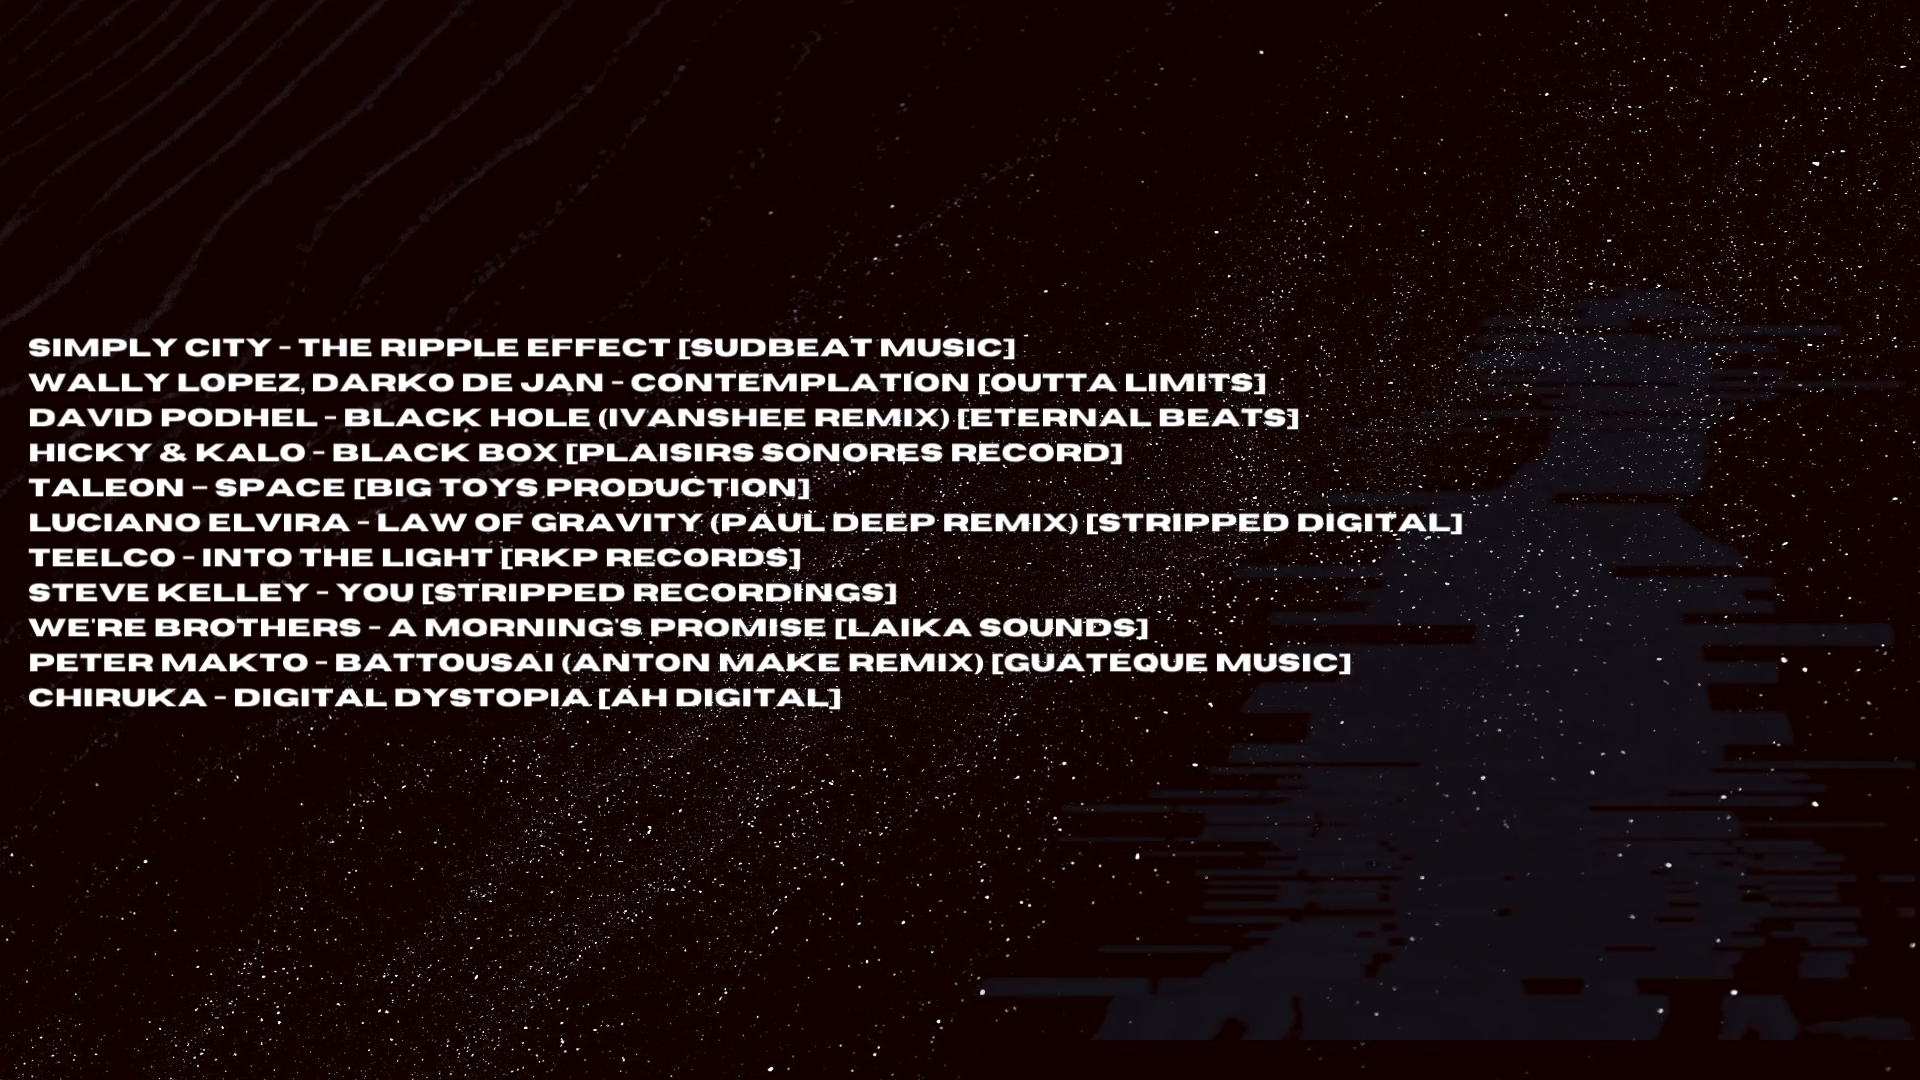 SIMPLY CITY - THE RIPPLE EFFECT [SUDBEAT MUSIC]
WALLY LOPEZ, DARKO DE JAN - CONTEMPLATION [OUTTA LIMITS]
DAVID PODHEL - BLACK HOLE (IVANSHEE REMIX) [ETERNAL BEATS]
HICKY & KALO - BLACK BOX [PLAISIRS SONORES RECORD]
TALEON - SPACE [BIG TOYS PRODUCTION]
LUCIANO ELVIRA - LAW OF GRAVITY (PAUL DEEP REMIX) [STRIPPED DIGITAL]
TEELCO - INTO THE LIGHT [RKP RECORDS]
STEVE KELLEY - YOU [STRIPPED RECORDINGS]
WE'RE BROTHERS - A MORNING'S PROMISE [LAIKA SOUNDS]
PETER MAKTO - BATTOUSAI (ANTON MAKE REMIX) [GUATEQUE MUSIC]
CHIRUKA - DIGITAL DYSTOPIA [AH DIGITAL]